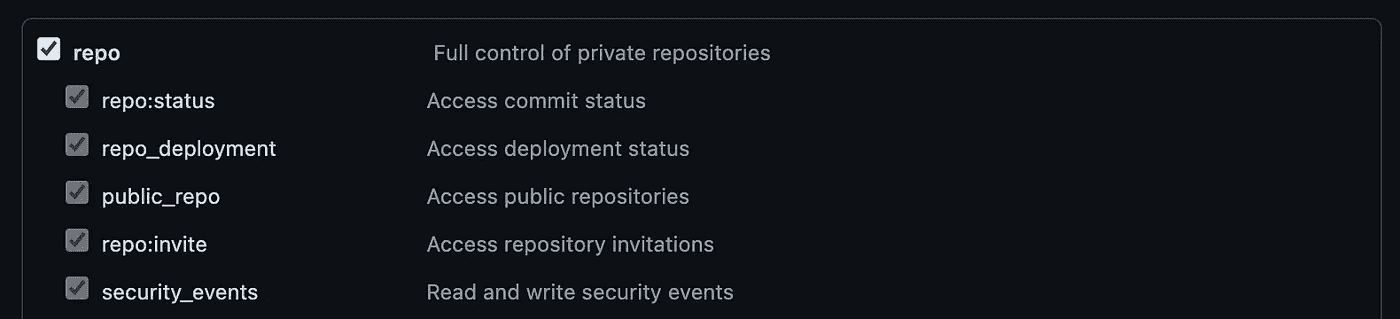 repo Full control of private repositories
repo:status Access commit status
repo_deployment Access deployment status
public_repo Access public repositories
repo:invite Access repository invitations
security_events Read and write security events